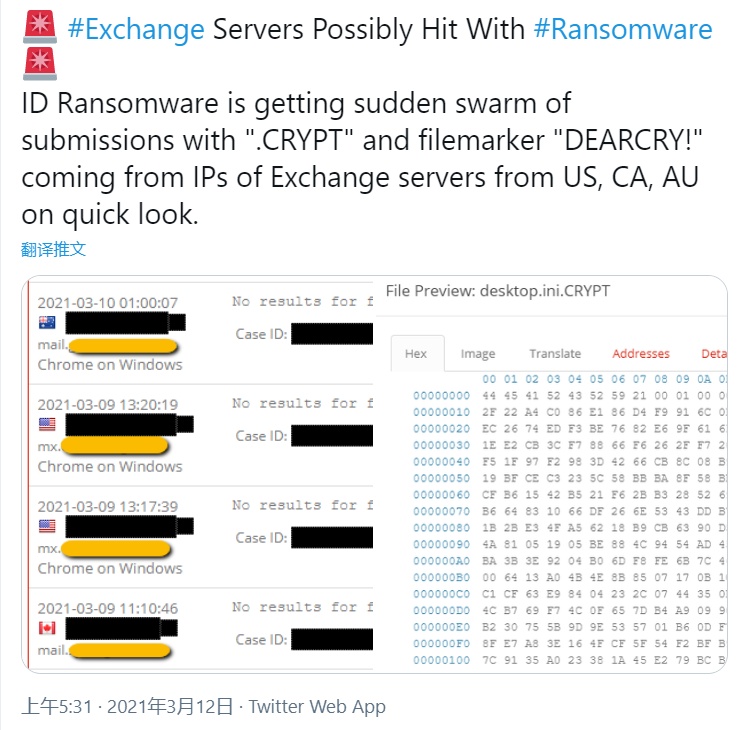 🚨 #Exchange Servers Possibly Hit With #Ransomware
🚨
ID Ransomware is getting sudden swarm of
submissions with ".CRYPT" and filemarker "DEARCRY!"
coming from IPs of Exchange servers from US, CA, AU
on quick look.
翻译推文
2021-03-10 01:00:07
No results for f
Case ID:
mail.
Chrome on Windows
2021-03-09 13:20:19
No results for f
Case ID:
mx.
Chrome on Windows
2021-03-09 13:17:39
No results for f
Case ID:
mx.
Chrome on Windows
2021-03-09 11:10:46
No results for f
Case ID:
mail.
File Preview: desktop.ini.CRYPT
Hex Image Translate Addresses Deta
00 01 02 03 04 05 06 07 08 09 0A 0
00000000 44 45 41 52 43 52 59 21 00 01 00 0
00000010 2F 22 A4 C0 86 E1 86 D4 F9 91 6C 0
00000020 EC 26 74 ED F3 BE 76 82 E6 9F 61 6
00000030 1E E2 CB 3C F7 88 66 F6 26 2F F7 2
00000040 F5 1F 97 F2 98 3D 42 66 CB 8C 08 B
00000050 19 BF CE C3 23 5C 58 BB BA 8F 58 B
00000060 CF B6 15 42 B5 21 F6 2B B3 28 52 6
00000070 B6 64 83 10 66 DF 26 6E 53 43 DD B
00000080 1B 2B E3 4F A5 62 18 B9 CB 63 90 D
00000090 4A 81 05 19 05 BE 88 4C 94 54 AD 4
000000A0 BA 3B 3E 92 04 B0 6D F8 FE 6B 7C 4
000000B0 00 64 13 A0 4B 4E 8B 85 07 17 0B 1
000000C0 C1 CF 63 E9 84 04 23 2C 07 44 35 0
000000D0 4C B7 69 F7 4C 0F 65 7D B4 A9 09 9
000000E0 B2 30 75 5B 9D 9E 53 57 01 B6 0D F
000000F0 8F E7 A8 3E 16 4F CF 5F 54 F2 BF B
00000100 7C 91 35 A0 23 38 1A 45 E2 79 BC B
上午5:31 · 2021年3月12日 · Twitter Web App